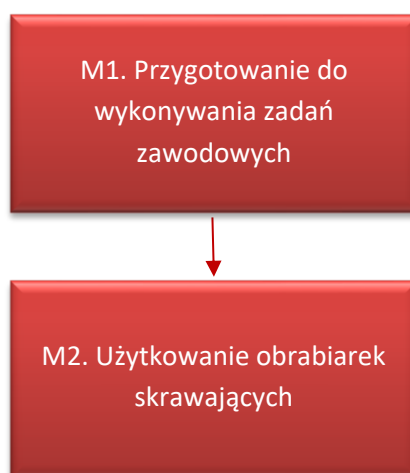 M1. Przygotowanie do
wykonywania zadań
zawodowych
M2. Użytkowanie obrabiarek
skrawających